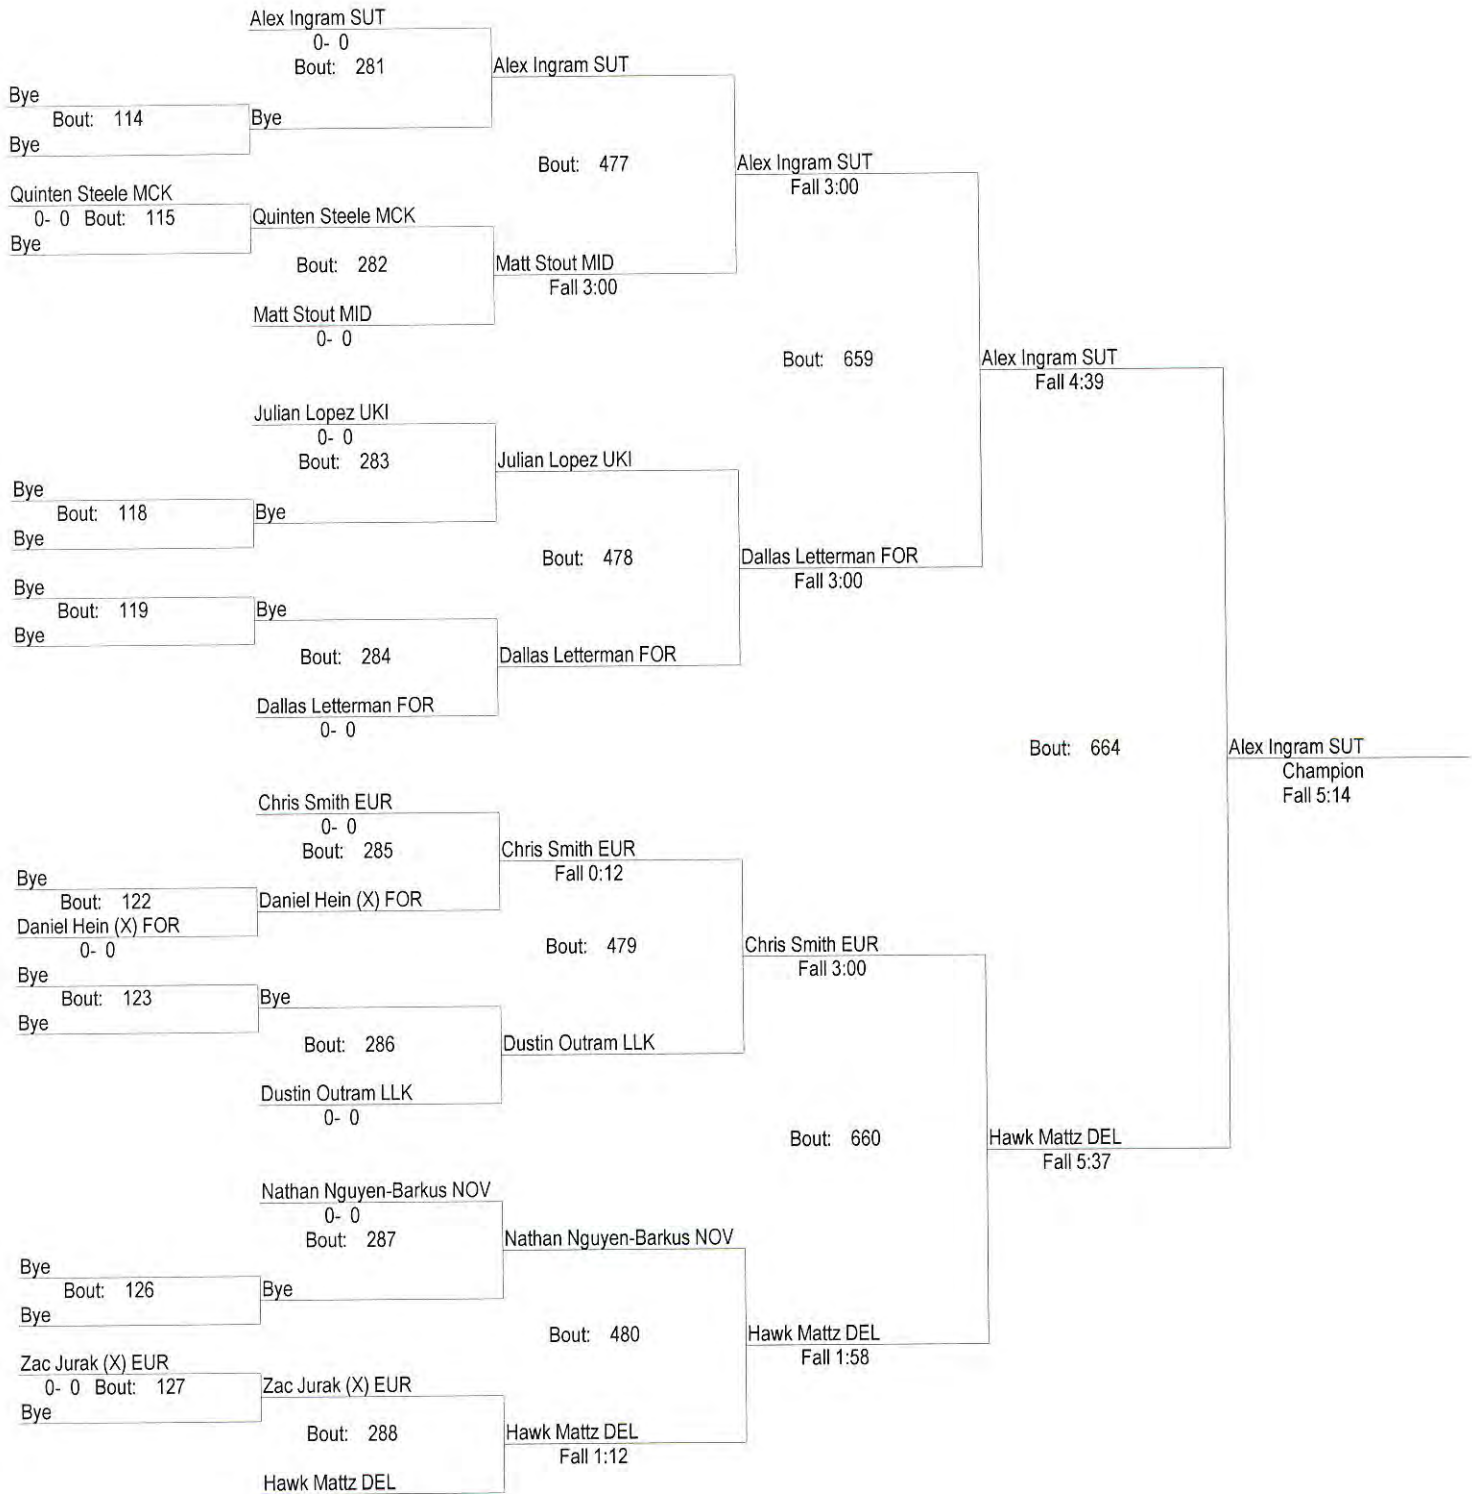 Alex Ingram SUT
0- 0
Bout: 281
Alex Ingram SUT
Bye
Bout: 114
Bye
Bye
Bout: 477
Alex Ingram SUT
Fall 3:00
Quinten Steele MCK
0- 0 Bout: 115
Quinten Steele MCK
Bye
Bout: 282
Matt Stout MID
Fall 3:00
Matt Stout MID
0- 0
Bout: 659
Alex Ingram SUT
Fall 4:39
Julian Lopez UKI
0- 0
Bout: 283
Julian Lopez UKI
Bye
Bout: 118
Bye
Bye
Bout: 478
Dallas Letterman FOR
Fall 3:00
Bye
Bout: 119
Bye
Bye
Bout: 284
Dallas Letterman FOR
Dallas Letterman FOR
0- 0
Bout: 664
Alex Ingram SUT
Champion
Fall 5:14
Chris Smith EUR
0- 0
Bout: 285
Chris Smith EUR
Fall 0:12
Bye
Bout: 122
Daniel Hein (X) FOR
Daniel Hein (X) FOR
0- 0
Bout: 479
Chris Smith EUR
Fall 3:00
Bye
Bout: 123
Bye
Bye
Bout: 286
Dustin Outram LLK
Dustin Outram LLK
0- 0
Bout: 660
Hawk Mattz DEL
Fall 5:37
Nathan Nguyen-Barkus NOV
0- 0
Bout: 287
Nathan Nguyen-Barkus NOV
Bye
Bout: 126
Bye
Bye
Bout: 480
Hawk Mattz DEL
Fall 1:58
Zac Jurak (X) EUR
0- 0 Bout: 127
Zac Jurak (X) EUR
Bye
Bout: 288
Hawk Mattz DEL
Fall 1:12
Hawk Mattz DEL